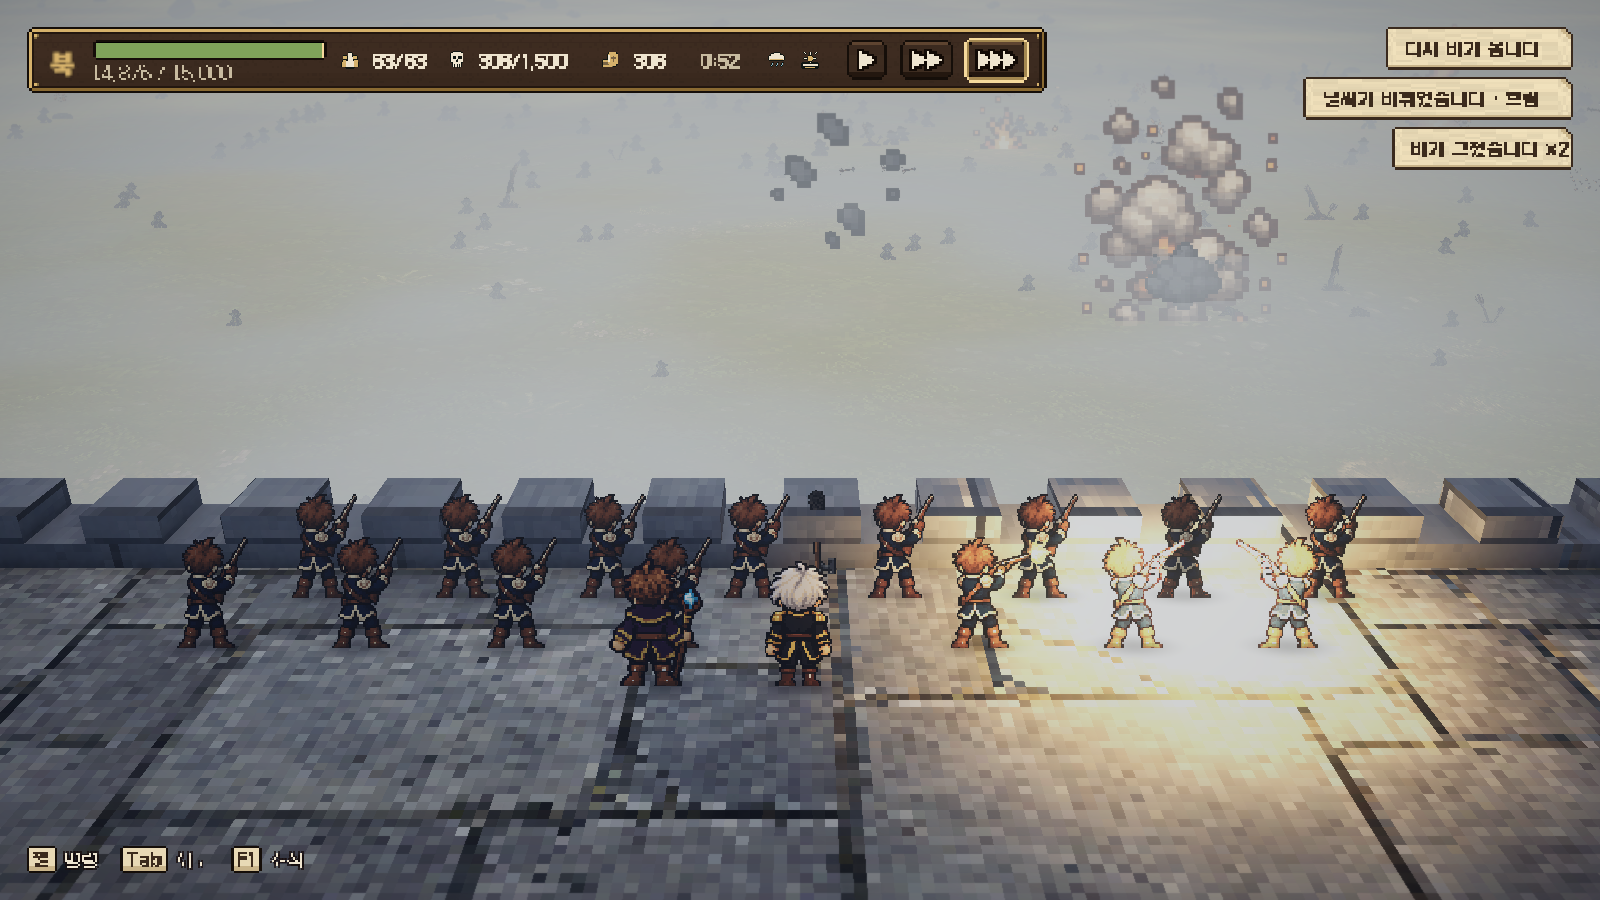 북
14,876 / 15,000
63/63
308/1,500
308
0:52
다시 비가 옵니다
날씨가 바뀌었습니다 · 흐림
비가 그쳤습니다 ×2
Tab
F1